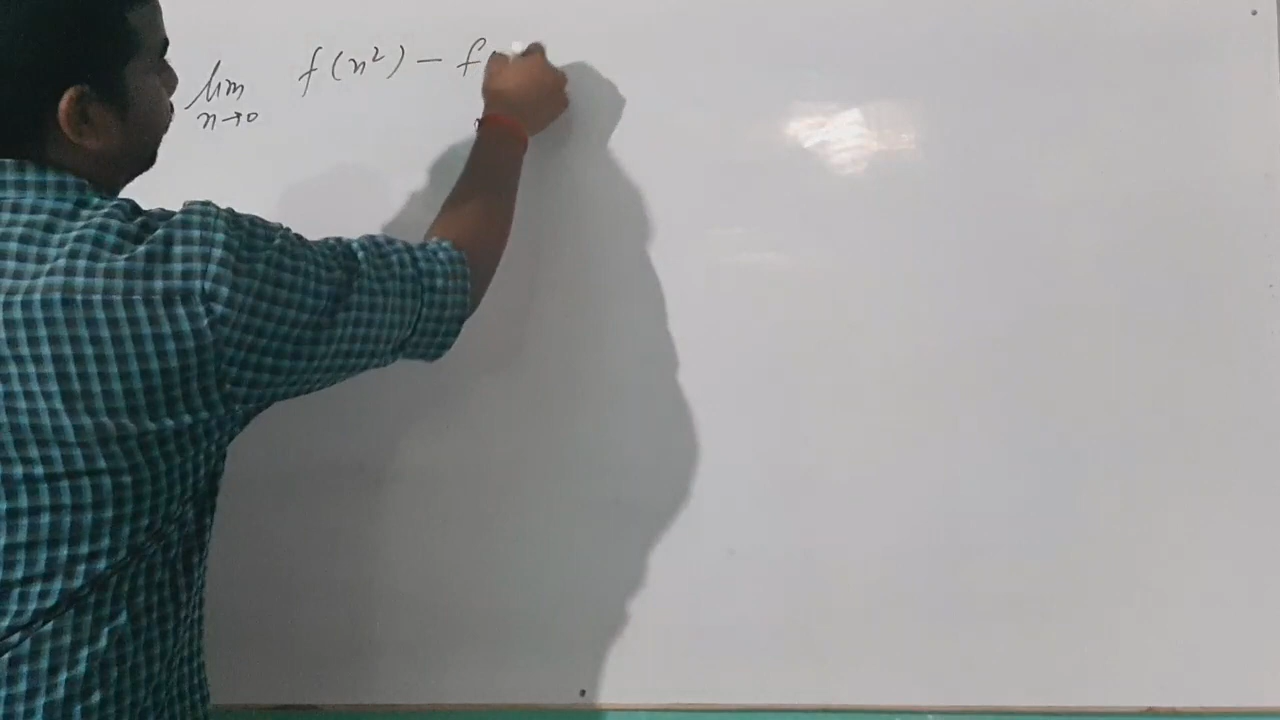 lim f(x²) - f(
x→0